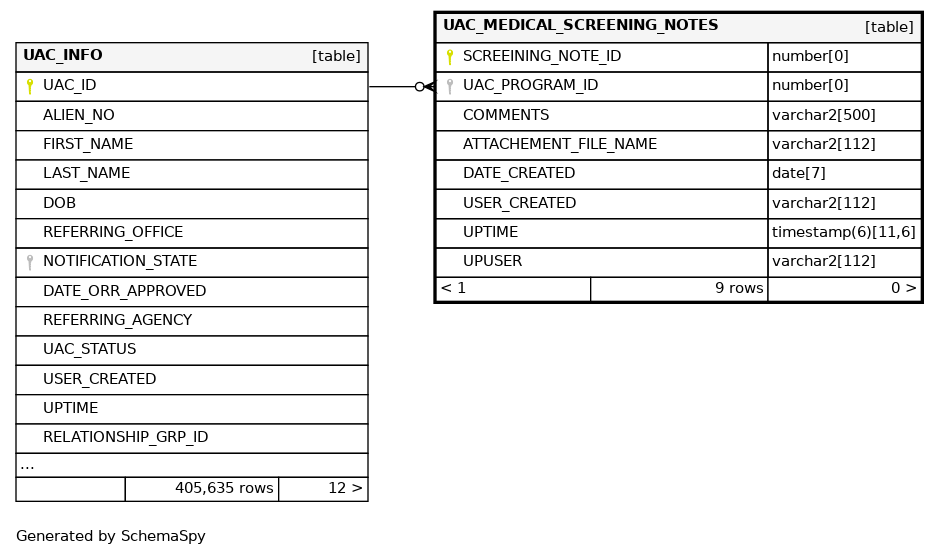 UAC_INFO [table]
UAC_ID
ALIEN_NO
FIRST_NAME
LAST_NAME
DOB
REFERRING_OFFICE
NOTIFICATION_STATE
DATE_ORR_APPROVED
REFERRING_AGENCY
UAC_STATUS
USER_CREATED
UPTIME
RELATIONSHIP_GRP_ID
...
405,635 rows 12 >
UAC_MEDICAL_SCREENING_NOTES [table]
SCREEINING_NOTE_ID number[0]
UAC_PROGRAM_ID number[0]
COMMENTS varchar2[500]
ATTACHEMENT_FILE_NAME varchar2[112]
DATE_CREATED date[7]
USER_CREATED varchar2[112]
UPTIME timestamp(6)[11,6]
UPUSER varchar2[112]
< 1 9 rows 0 >
Generated by SchemaSpy